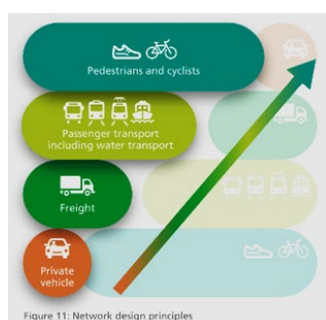 Pedestrians and cyclists
Passenger transport
including water transport
Freight
Private
vehicle
Figure 11: Network design principles